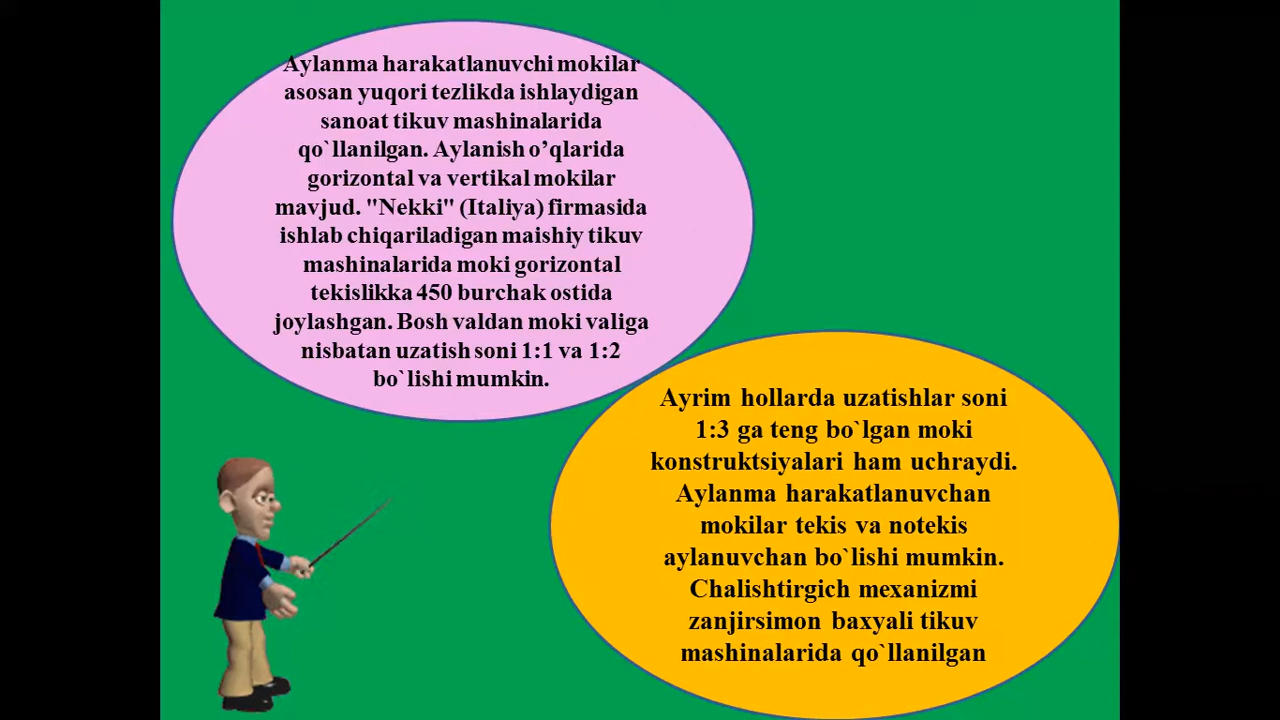 Aylanma harakatlanuvchi mokilar
asosan yuqori tezlikda ishlaydigan
sanoat tikuv mashinalarida
qo`llanilgan. Aylanish o’qlarida
gorizontal va vertikal mokilar
mavjud. "Nekki" (Italiya) firmasida
ishlab chiqariladigan maishiy tikuv
mashinalarida moki gorizontal
tekislikka 450 burchak ostida
joylashgan. Bosh valdan moki valiga
nisbatan uzatish soni 1:1 va 1:2
bo`lishi mumkin.
Ayrim hollarda uzatishlar soni
1:3 ga teng bo`lgan moki
konstruktsiyalari ham uchraydi.
Aylanma harakatlanuvchan
mokilar tekis va notekis
aylanuvchan bo`lishi mumkin.
Chalishtirgich mexanizmi
zanjirsimon baxyali tikuv
mashinalarida qo`llanilgan